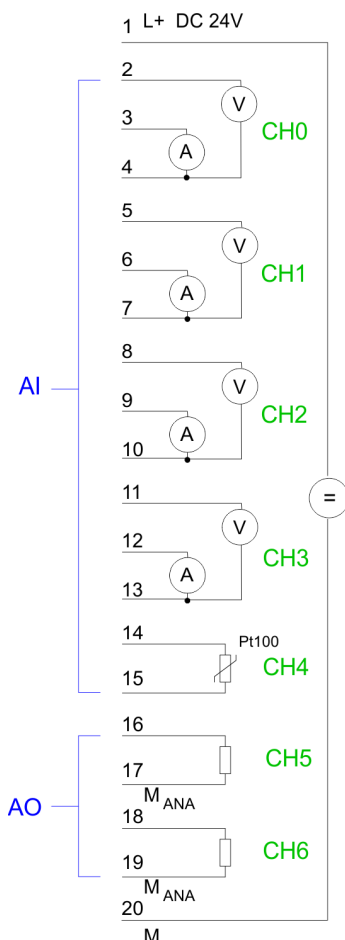 1 L+ DC 24V
2
V
CH0
3
A
4
5
V
CH1
6
A
7
8
V
AI
CH2
9
A
10
11
=
V
12
CH3
A
13
14
Pt100
CH4
15
16
CH5
17
M ANA
AO
18
CH6
19
M ANA
20
M